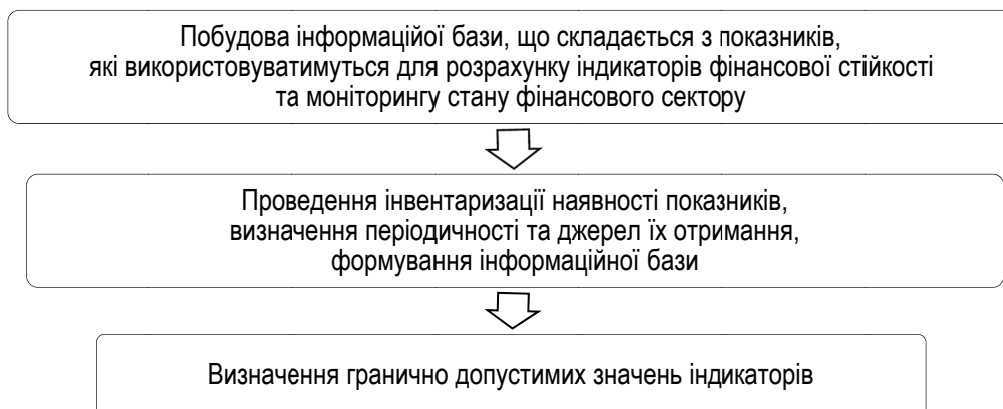 Побудова інформаційої бази, що складається з показників,
які використовуватимуться для розрахунку індикаторів фінансової стійкості
та моніторингу стану фінансового сектору
Проведення інвентаризації наявності показників,
визначення періодичності та джерел їх отримання,
формування інформаційної бази
Визначення гранично допустимих значень індикаторів